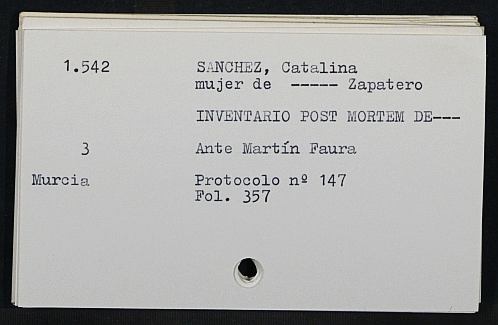 1.542 SANCHEZ, Catalina
mujer de ----- Zapatero
INVENTARIO POST MORTEM DE---
3 Ante Martín Faura
Murcia Protocolo nº 147
Fol. 357